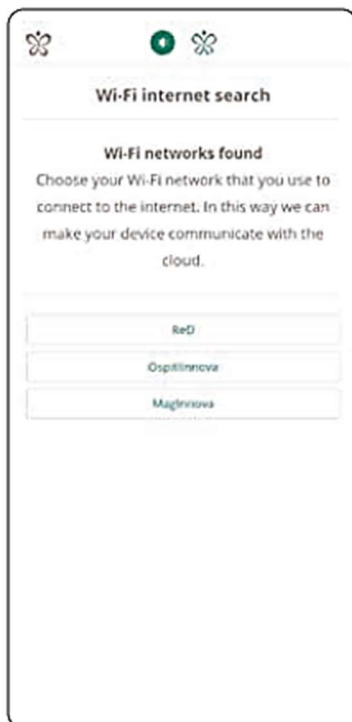 Wi-Fi internet search
Wi-Fi networks found
Choose your Wi-Fi network that you use to
connect to the internet. In this way we can
make your device communicate with the
cloud.
ReD
OspitiInnova
MagInnova